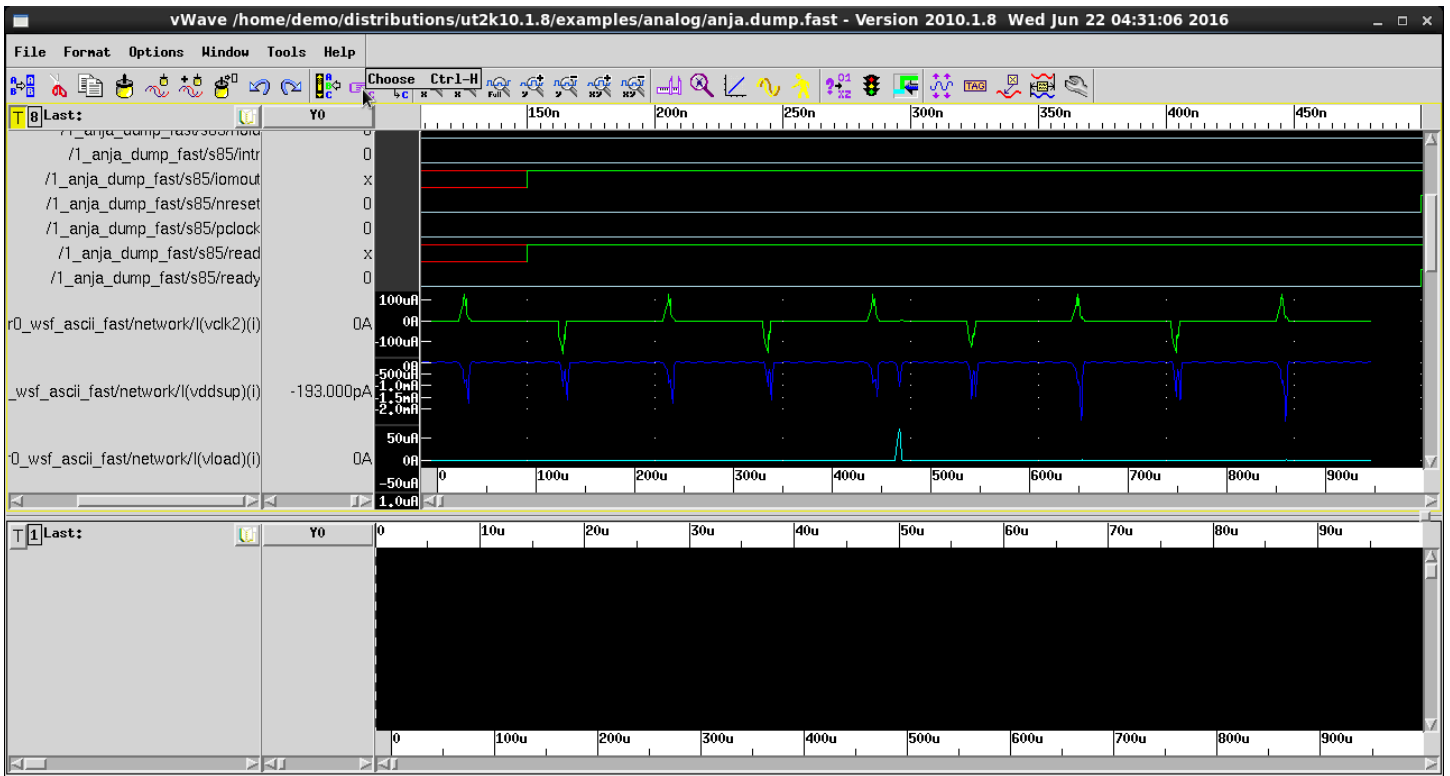 vWave /home/demo/distributions/ut2k10.1.8/examples/analog/anja.dump.fast - Version 2010.1.8 Wed Jun 22 04:31:06 2016
File Format Options Window Tools Help
Choose Ctrl-H
T 8 Last: Y0 150n 200n 250n 300n 350n 400n 450n
/1_anja_dump_fast/s85/intr 0
/1_anja_dump_fast/s85/iomout x
/1_anja_dump_fast/s85/nreset 0
/1_anja_dump_fast/s85/pclock 0
/1_anja_dump_fast/s85/read x
/1_anja_dump_fast/s85/ready 0
100uA
r0_wsf_ascii_fast/network/I(vclk2)(i) 0A 0A
-100uA
0A
-500uA
_wsf_ascii_fast/network/I(vddsup)(i) -193.000pA -1.0mA
-1.5mA
-2.0mA
50uA
r0_wsf_ascii_fast/network/I(vload)(i) 0A 0A
-50uA 0 100u 200u 300u 400u 500u 600u 700u 800u 900u
1.0uA
T 1 Last: Y0 0 10u 20u 30u 40u 50u 60u 70u 80u 90u
0 100u 200u 300u 400u 500u 600u 700u 800u 900u